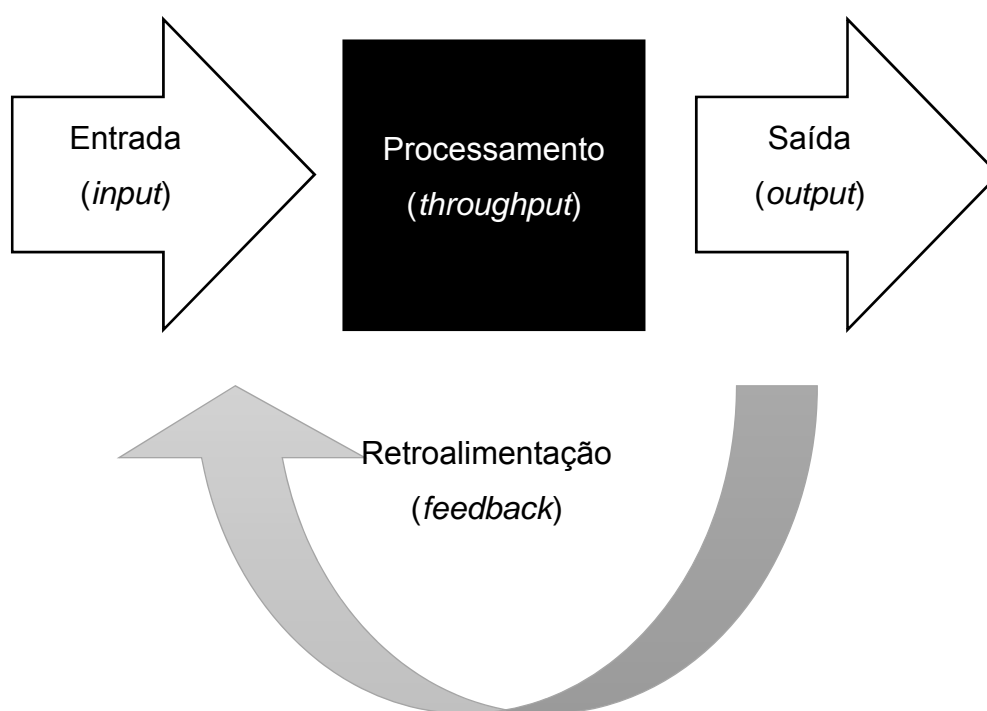 Entrada
(input)
Processamento
(throughput)
Saída
(output)
Retroalimentação
(feedback)